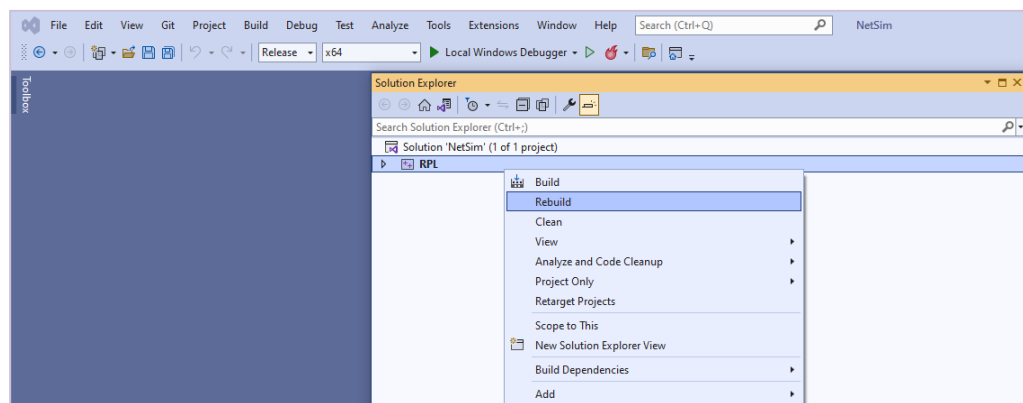 File Edit View Git Project Build Debug Test Analyze Tools Extensions Window Help Search (Ctrl+Q) NetSim
Release x64 Local Windows Debugger
Toolbox
Solution Explorer
Search Solution Explorer (Ctrl+;)
Solution 'NetSim' (1 of 1 project)
RPL
Build
Rebuild
Clean
View
Analyze and Code Cleanup
Project Only
Retarget Projects
Scope to This
New Solution Explorer View
Build Dependencies
Add